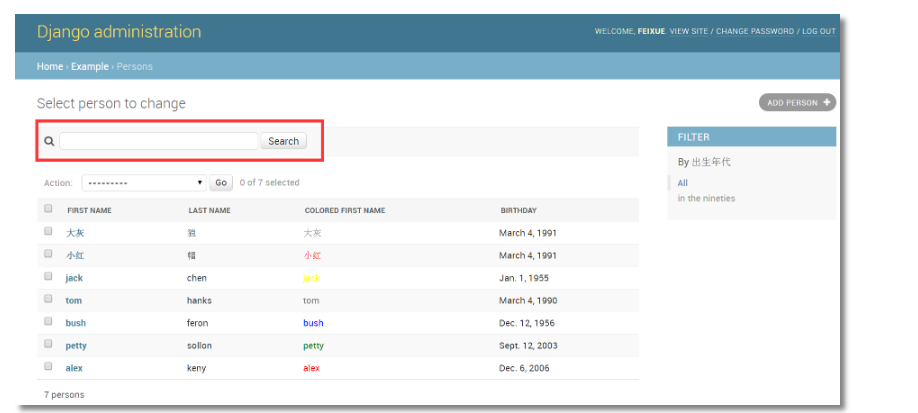 Django administration
WELCOME, FEIXUE. VIEW SITE / CHANGE PASSWORD / LOG OUT
Home › Example › Persons
Select person to change
ADD PERSON +
Search
FILTER
By 出生年代
All
in the nineties
Action: --------- Go 0 of 7 selected
FIRST NAME LAST NAME COLORED FIRST NAME BIRTHDAY
大灰 狼 大灰 March 4, 1991
小红 帽 小红 March 4, 1991
jack chen jack Jan. 1, 1955
tom hanks tom March 4, 1990
bush feron bush Dec. 12, 1956
petty sollon petty Sept. 12, 2003
alex keny alex Dec. 6, 2006
7 persons